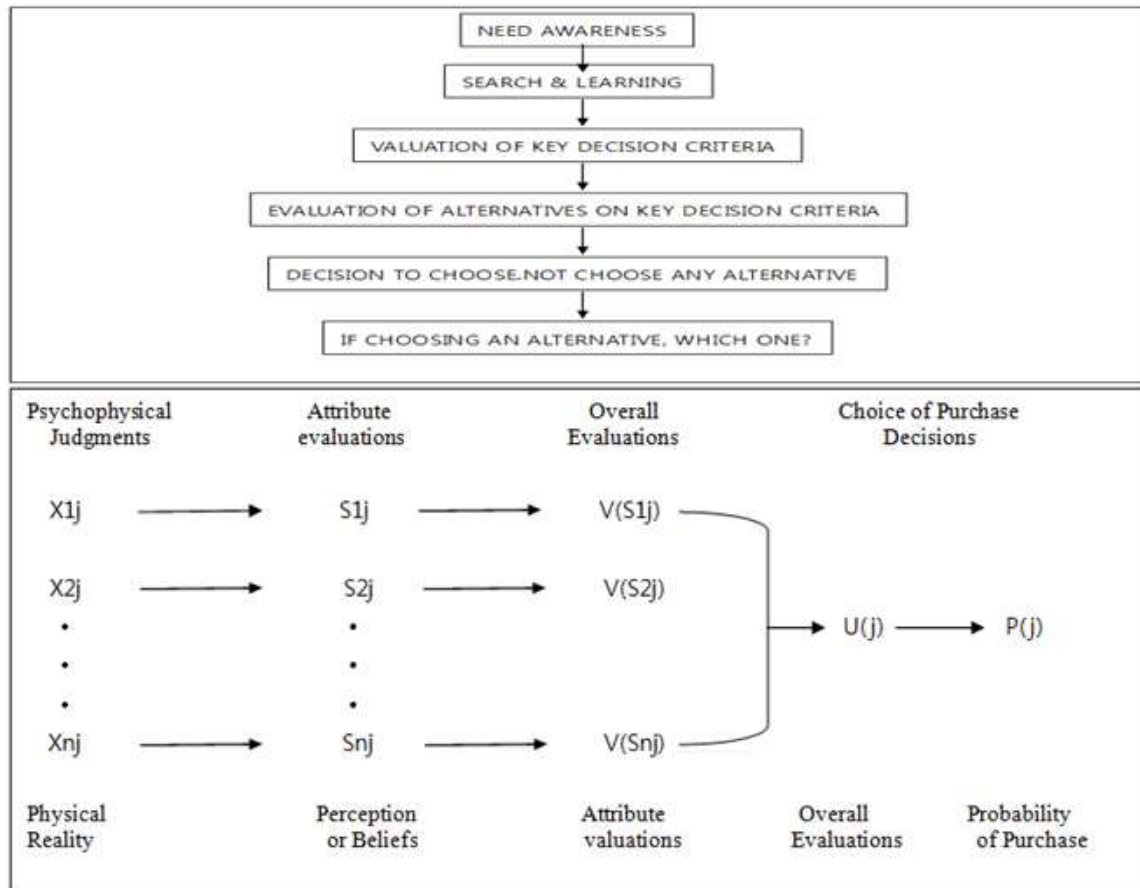 NEED AWARENESS
SEARCH & LEARNING
VALUATION OF KEY DECISION CRITERIA
EVALUATION OF ALTERNATIVES ON KEY DECISION CRITERIA
DECISION TO CHOOSE.NOT CHOOSE ANY ALTERNATIVE
IF CHOOSING AN ALTERNATIVE, WHICH ONE?
Psychophysical Judgments
Attribute evaluations
Overall Evaluations
Choice of Purchase Decisions
X1j S1j V(S1j)
X2j S2j V(S2j)
U(j) P(j)
Xnj Snj V(Snj)
Physical Reality
Perception or Beliefs
Attribute valuations
Overall Evaluations
Probability of Purchase